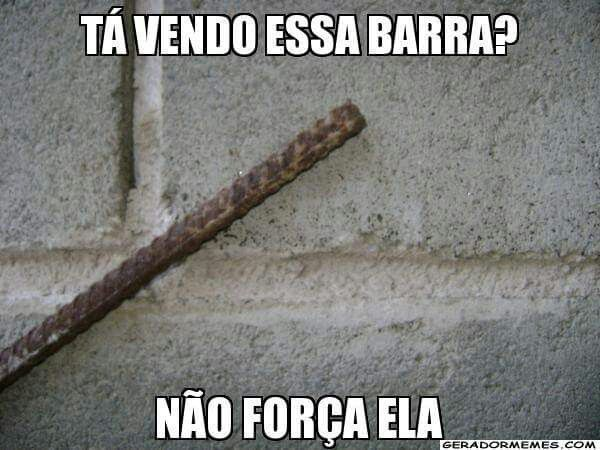 TÁ VENDO ESSA BARRA?
NÃO FORÇA ELA
GERADORMEMES.COM